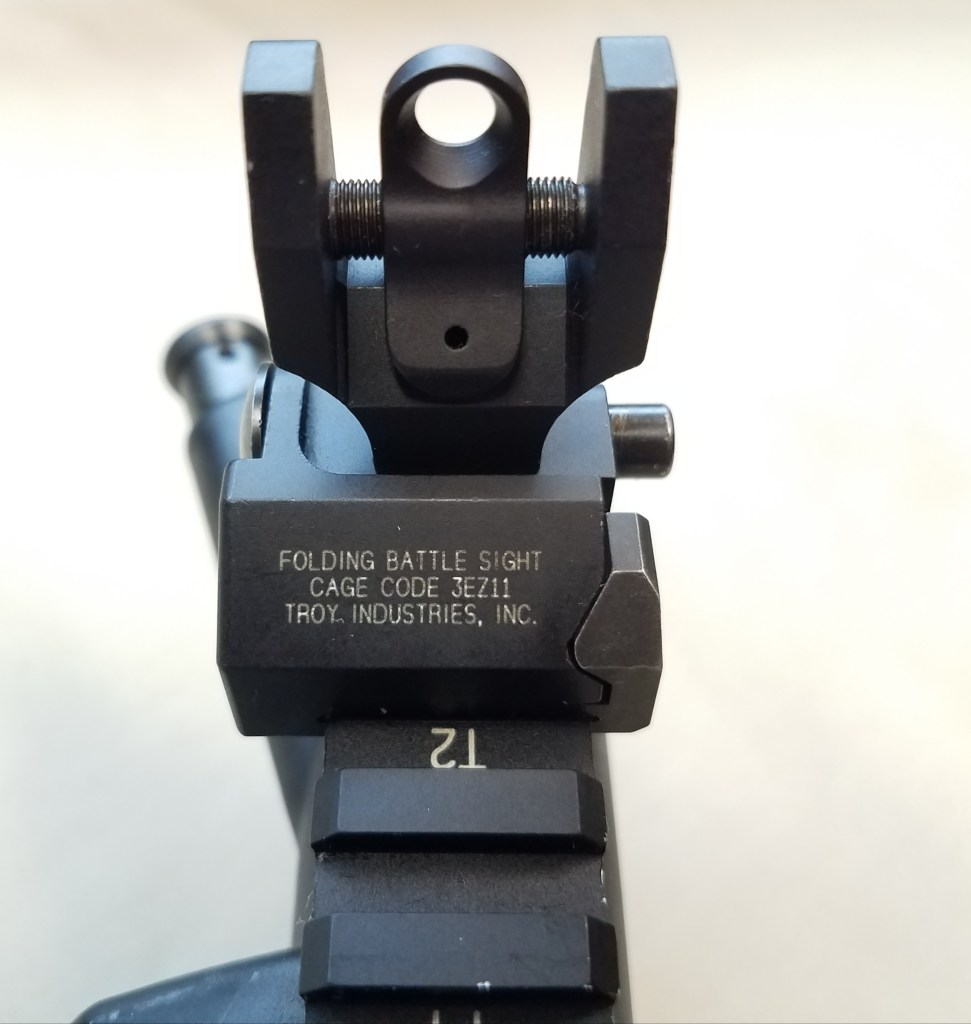 FOLDING BATTLE SIGHT
CAGE CODE 3EZ11
TROY INDUSTRIES, INC.
T2